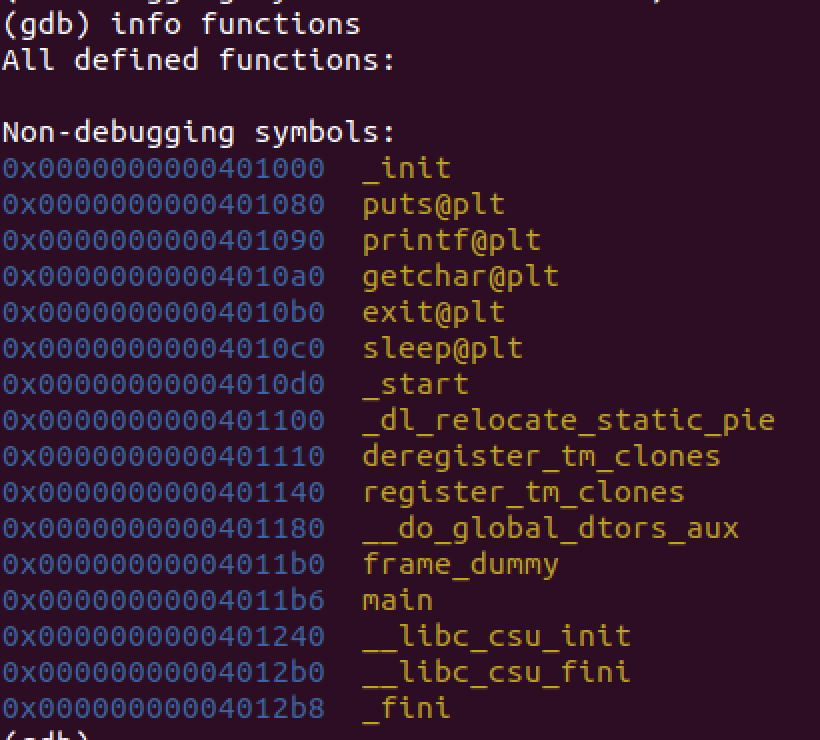 (gdb) info functions
All defined functions:
Non-debugging symbols:
0x0000000000401000  _init
0x0000000000401080  puts@plt
0x0000000000401090  printf@plt
0x00000000004010a0  getchar@plt
0x00000000004010b0  exit@plt
0x00000000004010c0  sleep@plt
0x00000000004010d0  _start
0x0000000000401100  _dl_relocate_static_pie
0x0000000000401110  deregister_tm_clones
0x0000000000401140  register_tm_clones
0x0000000000401180  __do_global_dtors_aux
0x00000000004011b0  frame_dummy
0x00000000004011b6  main
0x0000000000401240  __libc_csu_init
0x00000000004012b0  __libc_csu_fini
0x00000000004012b8  _fini
(gdb)